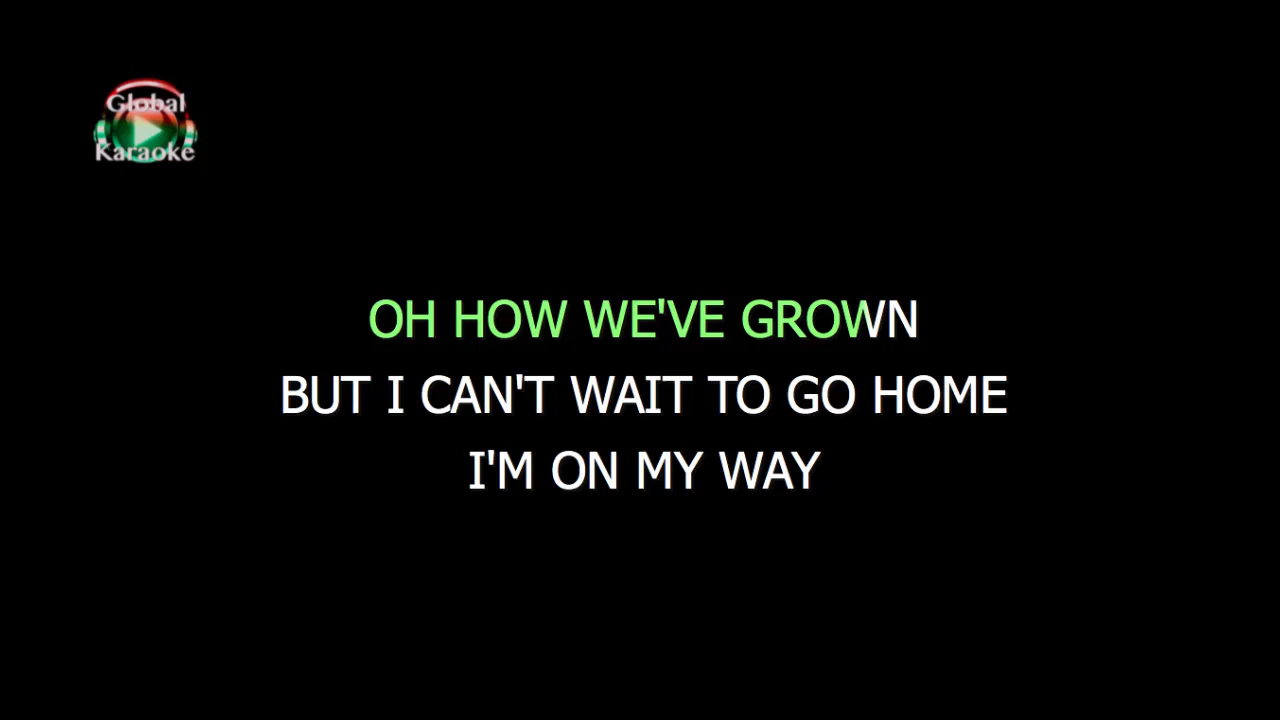 Global
Karaoke
OH HOW WE'VE GROWN
BUT I CAN'T WAIT TO GO HOME
I'M ON MY WAY